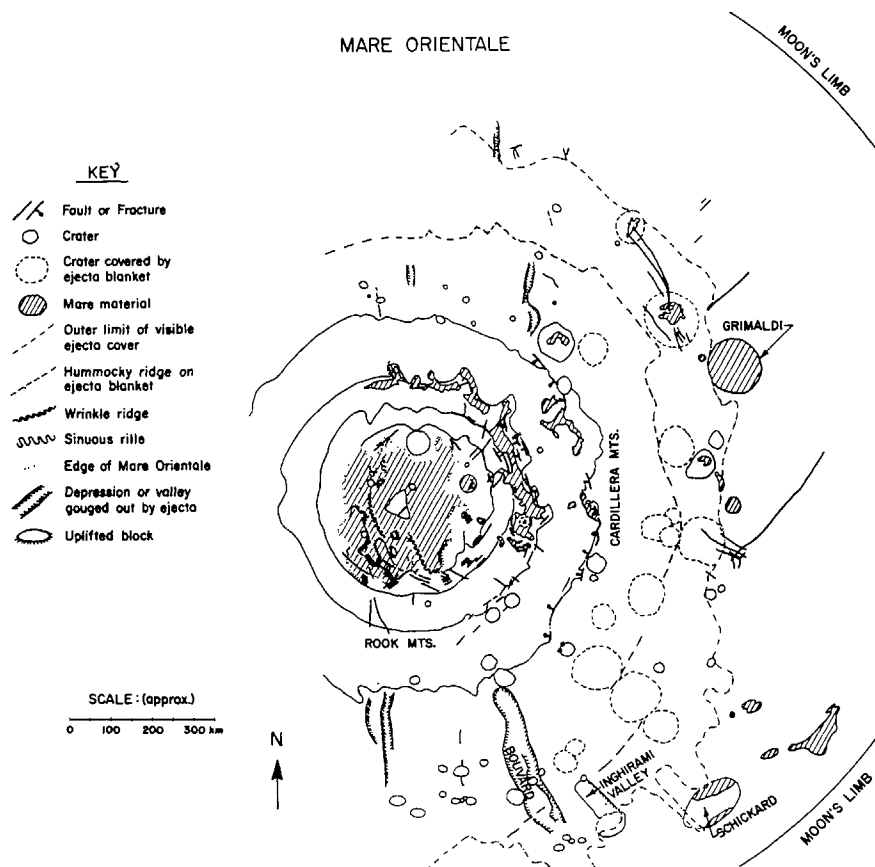 MARE ORIENTALE
MOON'S LIMB
KEY
Fault or Fracture
Crater
Crater covered by
ejecta blanket
Mare material
Outer limit of visible
ejecta cover
Hummocky ridge on
ejecta blanket
Wrinkle ridge
Sinuous rille
Edge of Mare Orientale
Depression or valley
gouged out by ejecta
Uplifted block
GRIMALDI
CARDILLERA MTS.
ROOK MTS.
SCALE: (approx.)
0 100 200 300 km
N
BOUVARD
INGHIRAMI
VALLEY
SCHICKARD
MOON'S LIMB